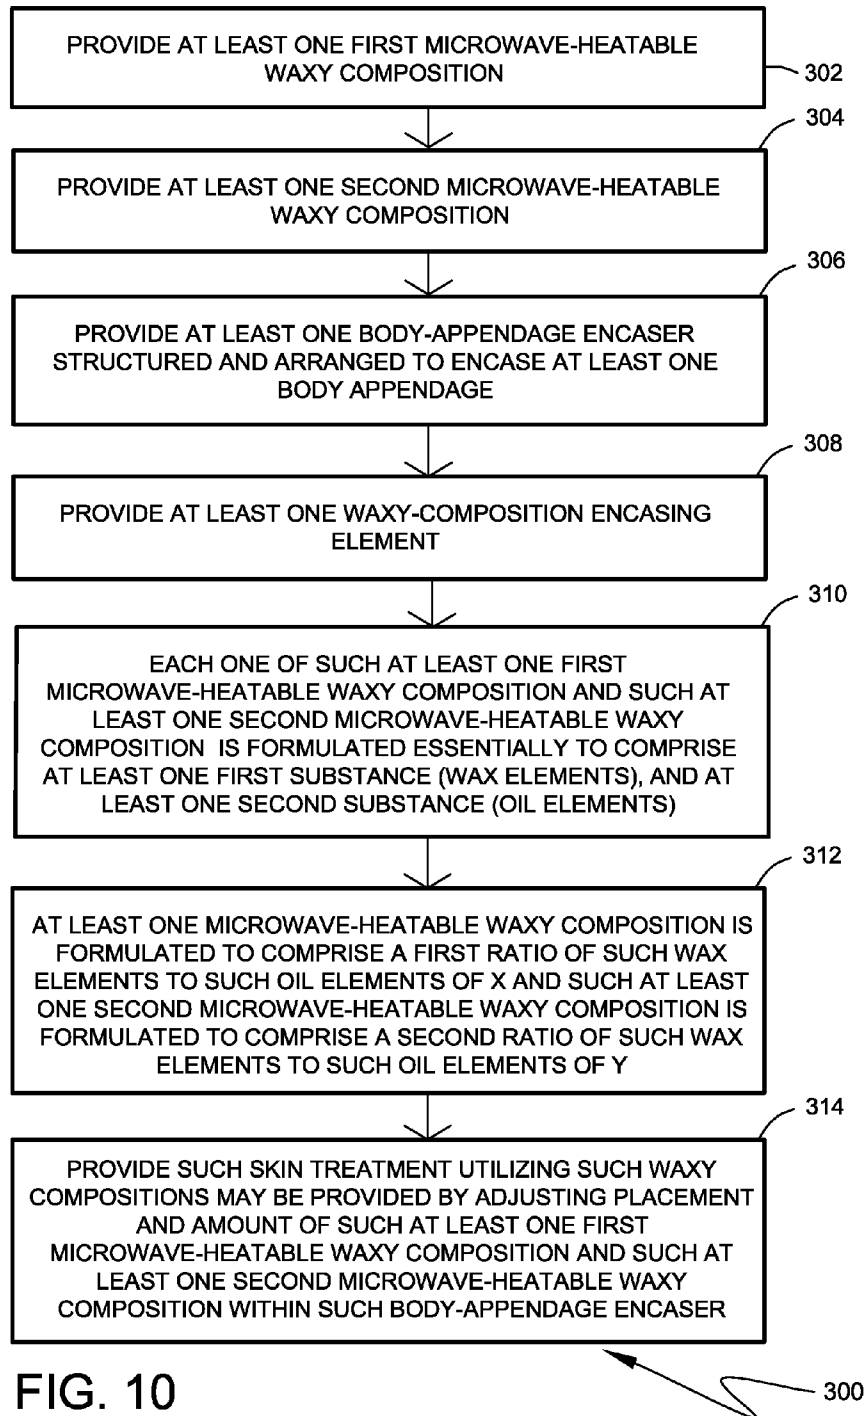 PROVIDE AT LEAST ONE FIRST MICROWAVE-HEATABLE
WAXY COMPOSITION
302
304
PROVIDE AT LEAST ONE SECOND MICROWAVE-HEATABLE
WAXY COMPOSITION
306
PROVIDE AT LEAST ONE BODY-APPENDAGE ENCASER
STRUCTURED AND ARRANGED TO ENCASE AT LEAST ONE
BODY APPENDAGE
308
PROVIDE AT LEAST ONE WAXY-COMPOSITION ENCASING
ELEMENT
310
EACH ONE OF SUCH AT LEAST ONE FIRST
MICROWAVE-HEATABLE WAXY COMPOSITION AND SUCH AT
LEAST ONE SECOND MICROWAVE-HEATABLE WAXY
COMPOSITION IS FORMULATED ESSENTIALLY TO COMPRISE
AT LEAST ONE FIRST SUBSTANCE (WAX ELEMENTS), AND AT
LEAST ONE SECOND SUBSTANCE (OIL ELEMENTS)
312
AT LEAST ONE MICROWAVE-HEATABLE WAXY COMPOSITION IS
FORMULATED TO COMPRISE A FIRST RATIO OF SUCH WAX
ELEMENTS TO SUCH OIL ELEMENTS OF X AND SUCH AT LEAST
ONE SECOND MICROWAVE-HEATABLE WAXY COMPOSITION IS
FORMULATED TO COMPRISE A SECOND RATIO OF SUCH WAX
ELEMENTS TO SUCH OIL ELEMENTS OF Y
314
PROVIDE SUCH SKIN TREATMENT UTILIZING SUCH WAXY
COMPOSITIONS MAY BE PROVIDED BY ADJUSTING PLACEMENT
AND AMOUNT OF SUCH AT LEAST ONE FIRST
MICROWAVE-HEATABLE WAXY COMPOSITION AND SUCH AT
LEAST ONE SECOND MICROWAVE-HEATABLE WAXY
COMPOSITION WITHIN SUCH BODY-APPENDAGE ENCASER
FIG. 10
300